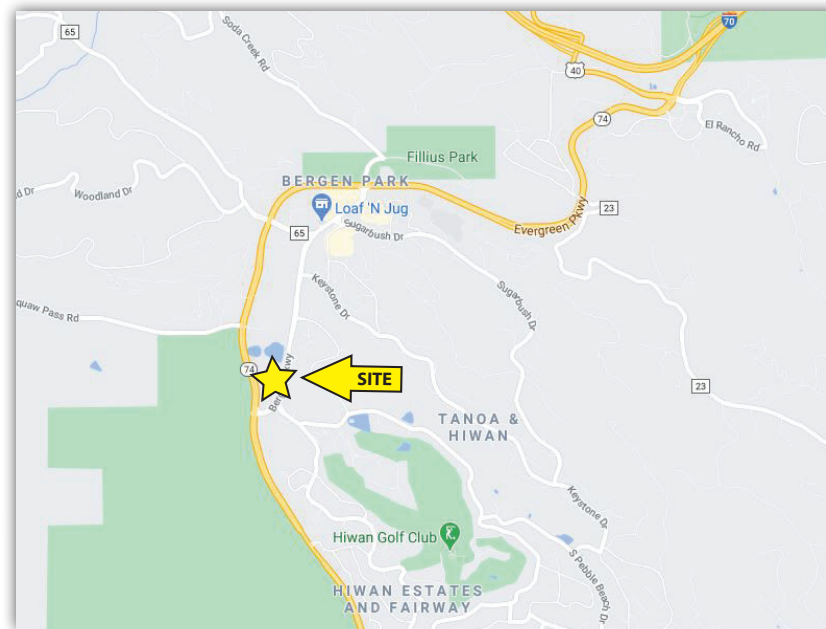 65
Soda Creek Rd
70
40
74
El Rancho Rd
Fillius Park
BERGEN PARK
d Dr
Woodland Dr
Loaf 'N Jug
23
65
Sugarbush Dr
Evergreen Pkwy
Keystone Dr
Sugarbush Dr
quaw Pass Rd
74
SITE
23
TANOA &
HIWAN
Keystone Dr
Hiwan Golf Club
S Pebble Beach Dr
HIWAN ESTATES
AND FAIRWAY